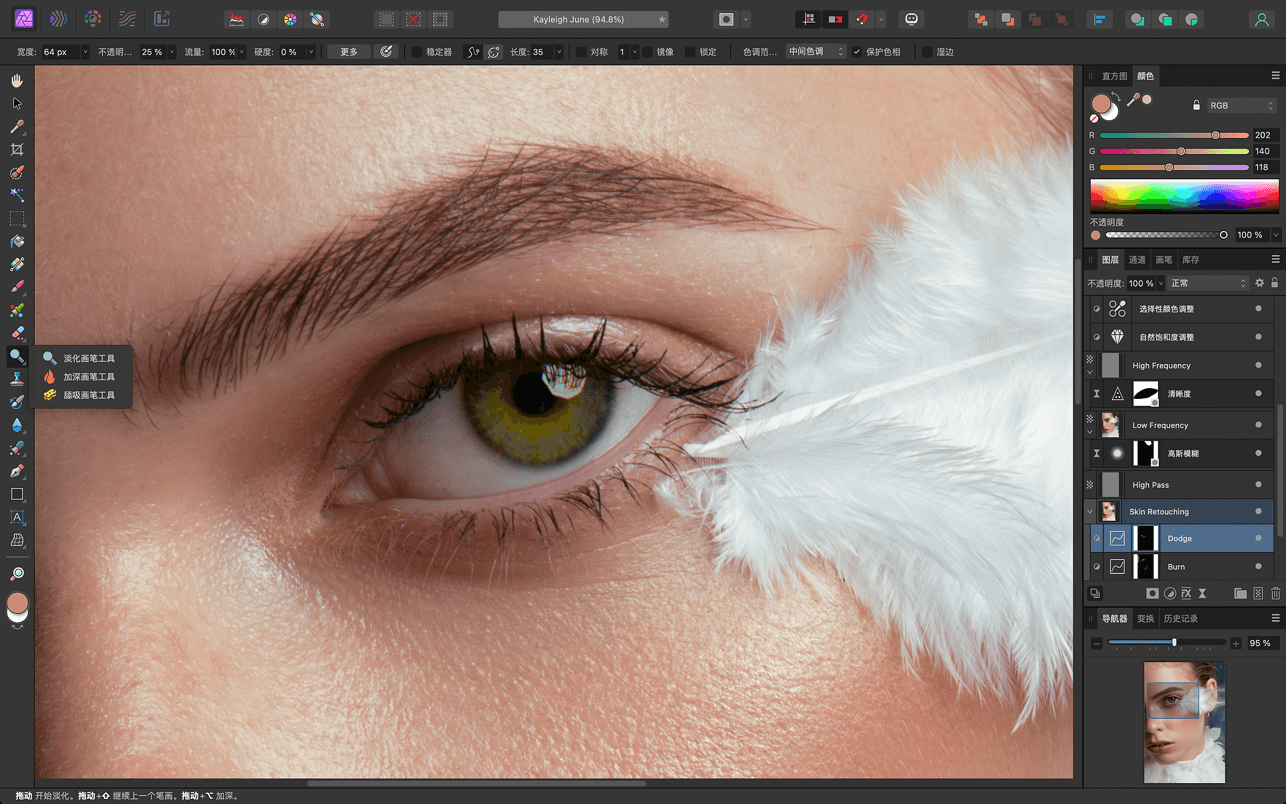 Kayleigh June (94.8%)
宽度: 64 px 不透明... 25 % 流量: 100 % 硬度: 0 % 更多 稳定器 长度: 35 对称 1 镜像 锁定 色调范... 中间色调 保护色相 湿边
淡化画笔工具
加深画笔工具
舔吸画笔工具
直方图 颜色
RGB
R 202
G 140
B 118
不透明度
100 %
图层 通道 画笔 库存
不透明度: 100 % 正常
选择性颜色调整
自然饱和度调整
High Frequency
清晰度
Low Frequency
高斯模糊
High Pass
Skin Retouching
Dodge
Burn
导航器 变换 历史记录
95 %
拖动 开始淡化。拖动+⇧ 继续上一个笔画。拖动+⌥ 加深。